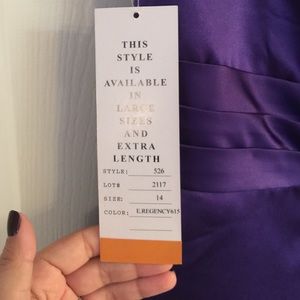 THIS
STYLE
IS
AVAILABLE
IN
LARGE
SIZES
AND
EXTRA
LENGTH
STYLE: 526
LOT# 2117
SIZE: 14
COLOR: E.REGENCY615